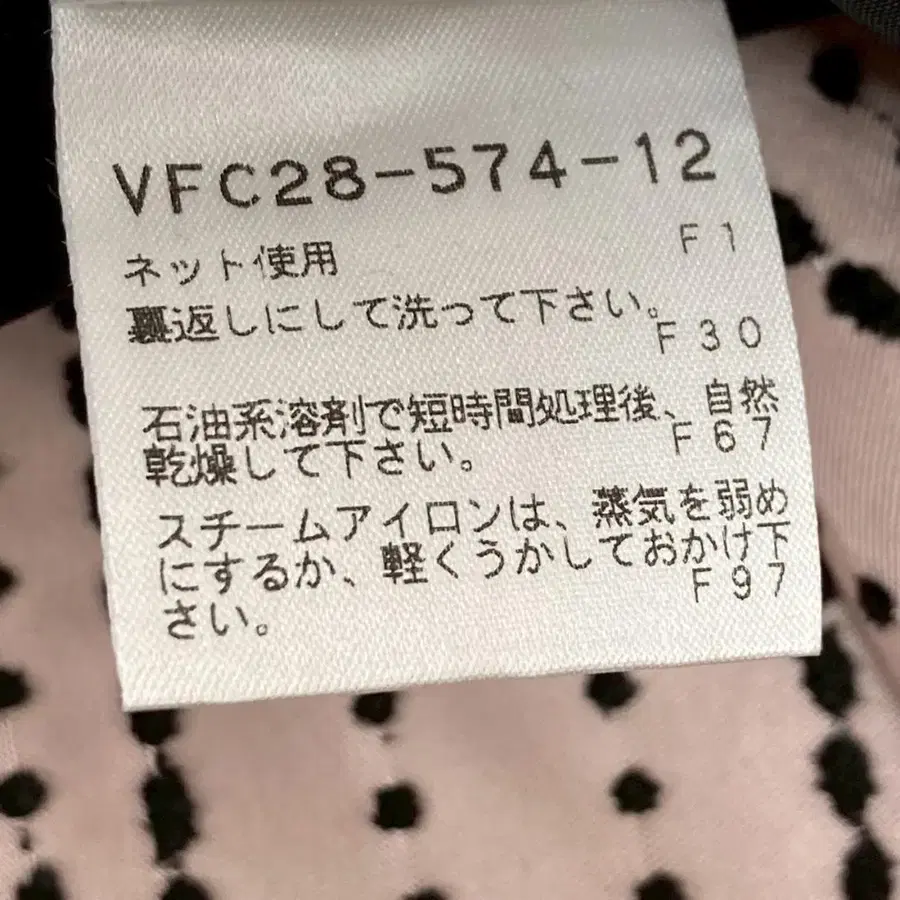 VFC28-574-12
ネット使用 F1
裏返しにして洗って下さい。
F30
石油系溶剤で短時間処理後、自然
乾燥して下さい。 F67
スチームアイロンは、蒸気を弱め
にするか、軽くうかしておかけ下
さい。 F97